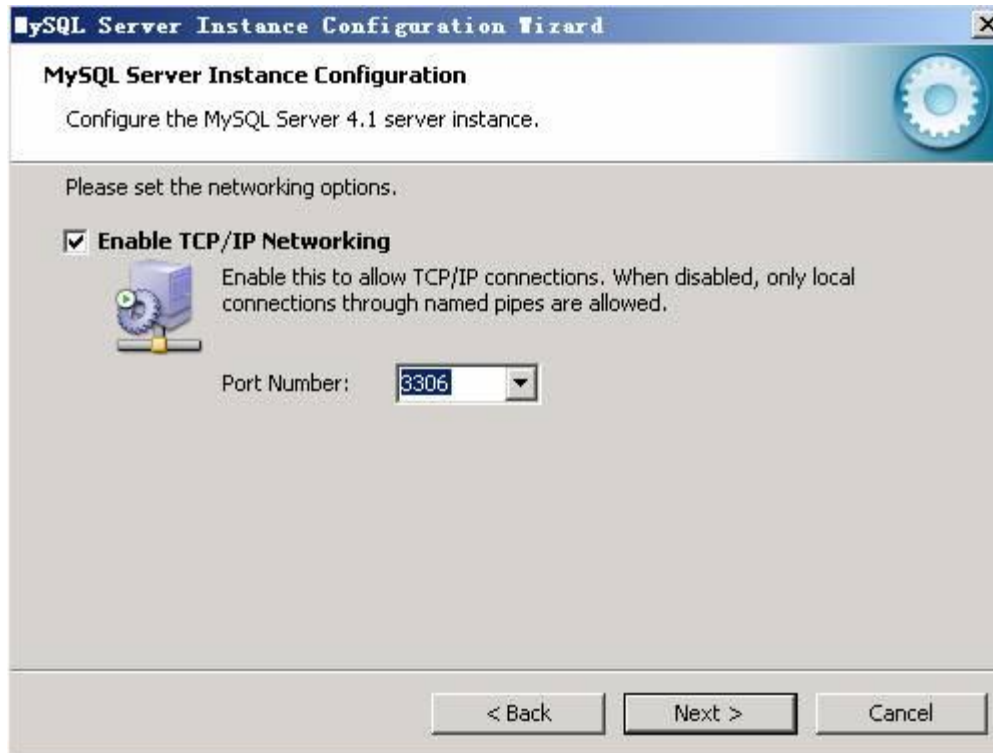 MySQL Server Instance Configuration Wizard
MySQL Server Instance Configuration
Configure the MySQL Server 4.1 server instance.
Please set the networking options.
Enable TCP/IP Networking
Enable this to allow TCP/IP connections. When disabled, only local
connections through named pipes are allowed.
Port Number: 3306
< Back Next > Cancel